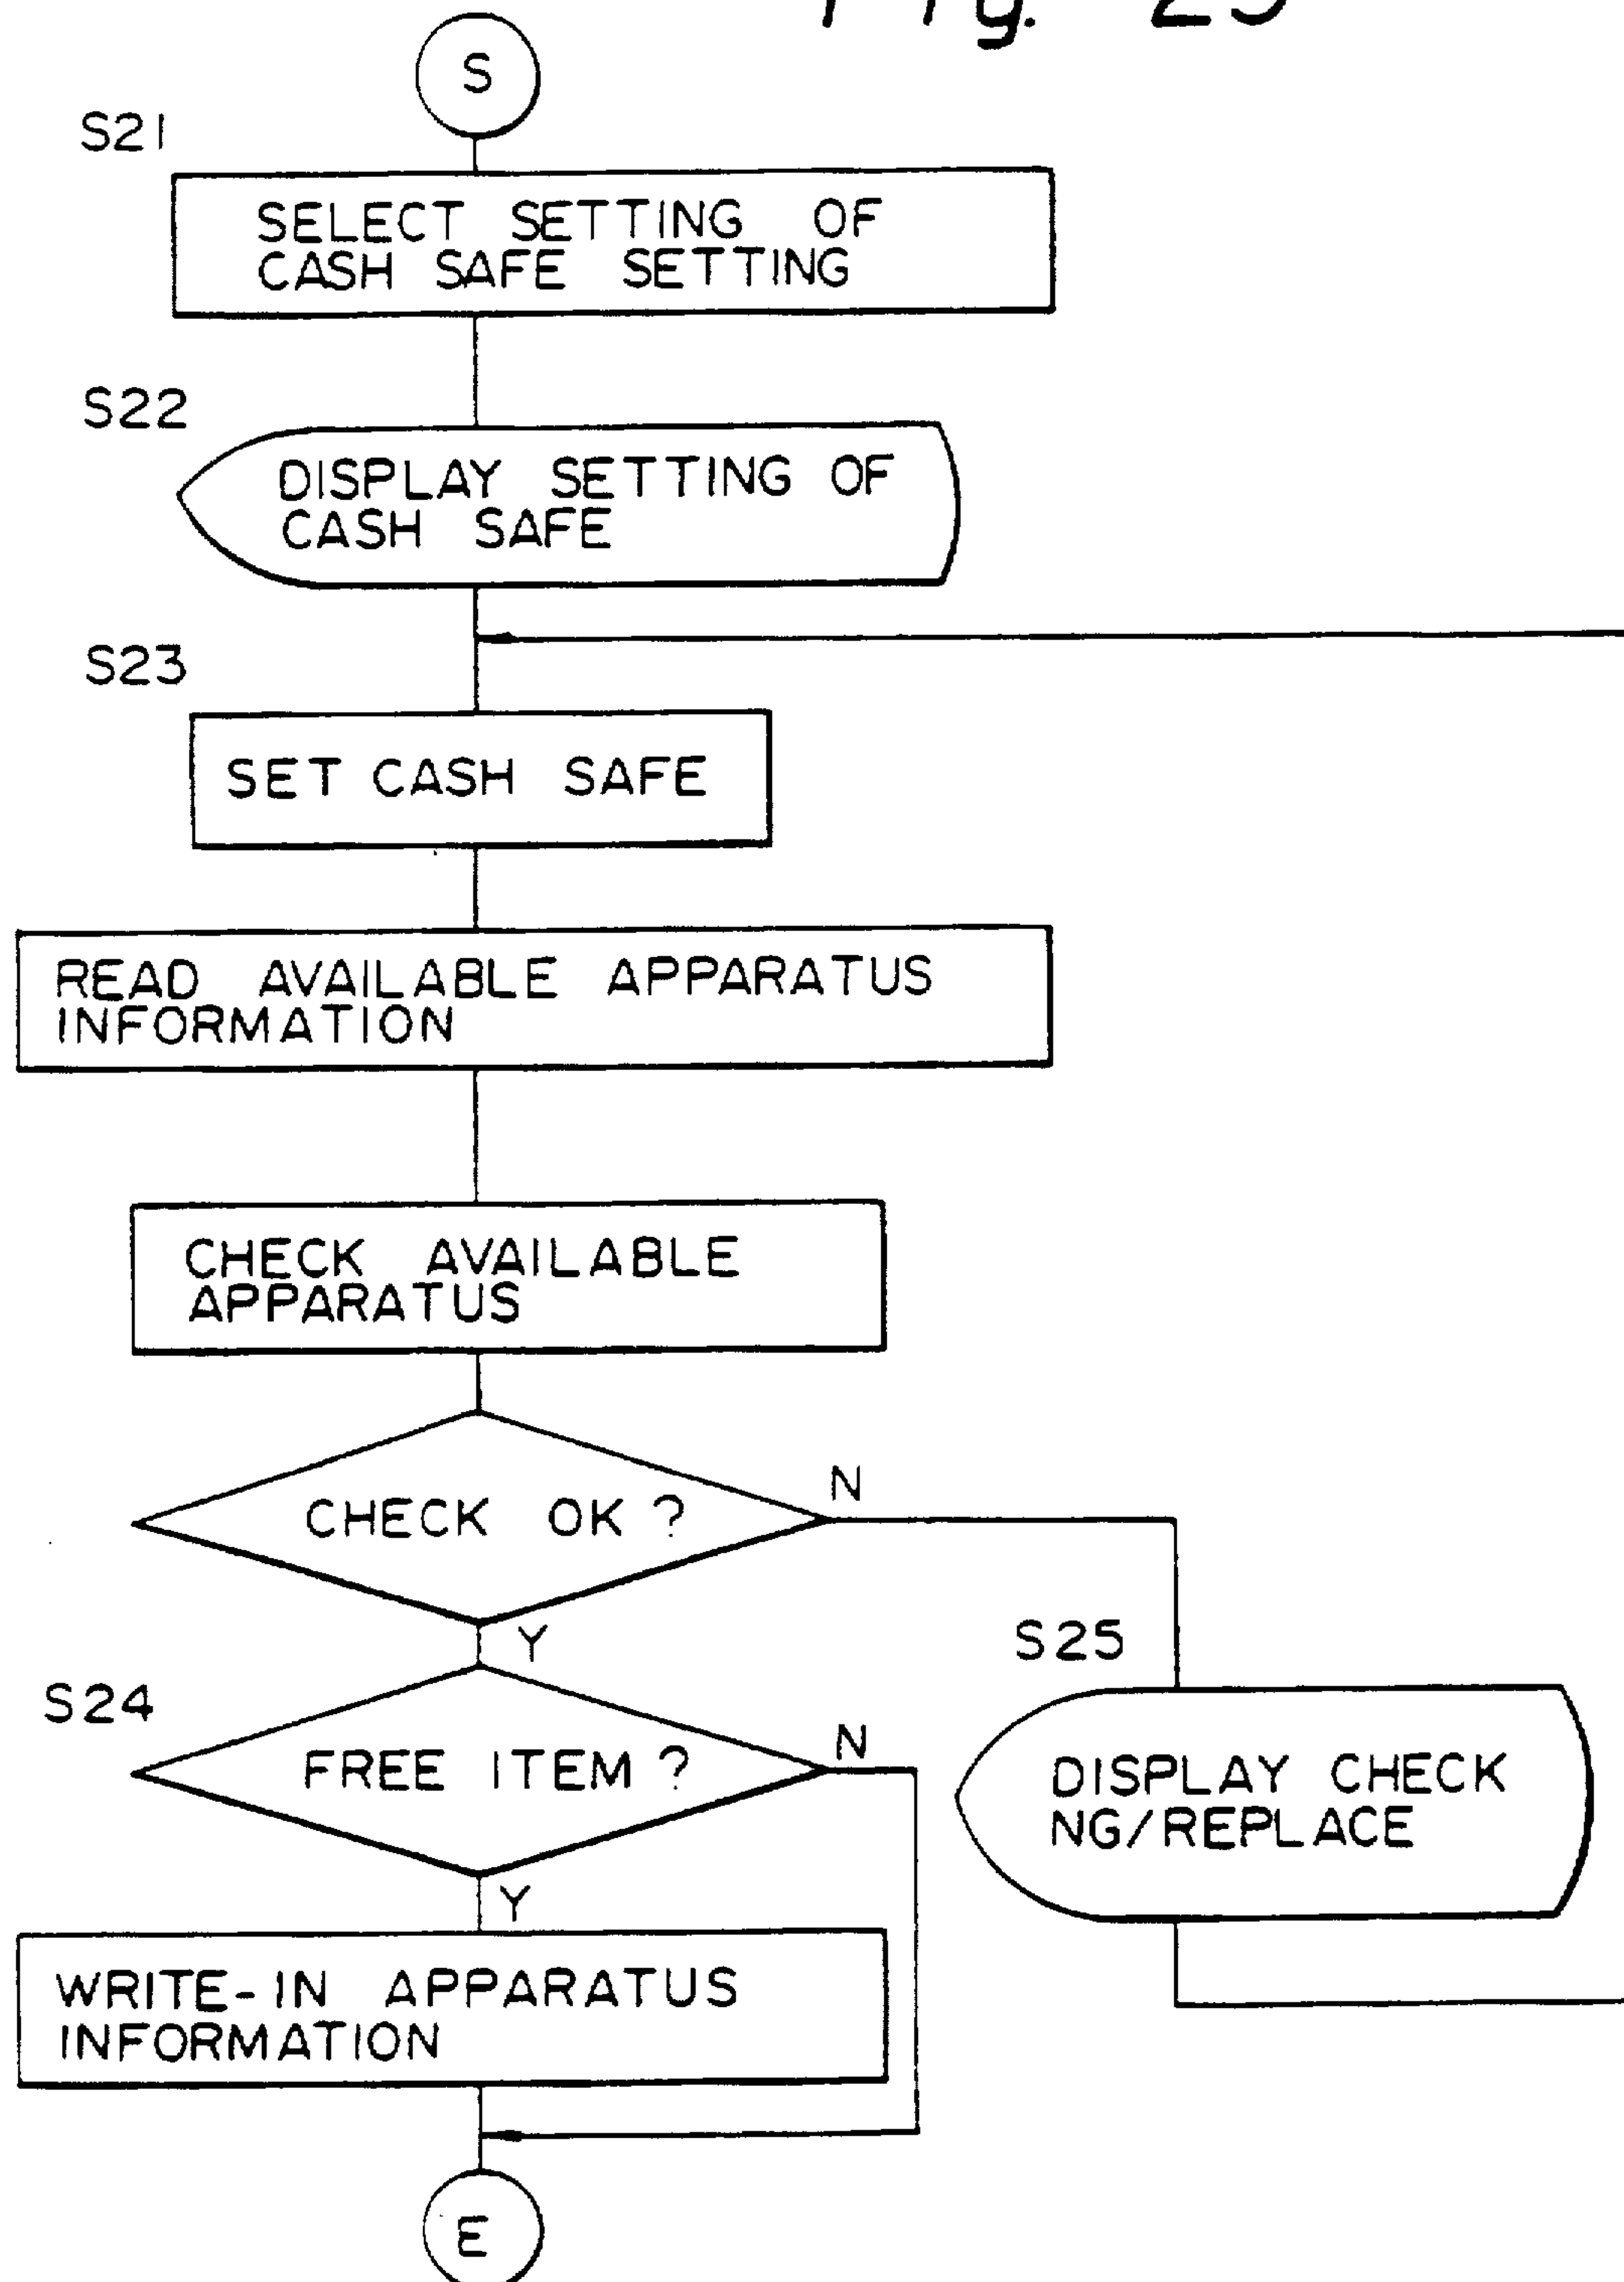 Fig. 25
S
S21
SELECT SETTING OF
CASH SAFE SETTING
S22
DISPLAY SETTING OF
CASH SAFE
S23
SET CASH SAFE
READ AVAILABLE APPARATUS
INFORMATION
CHECK AVAILABLE
APPARATUS
CHECK OK ?
N
Y
S25
S24
FREE ITEM ?
N
DISPLAY CHECK
NG/REPLACE
Y
WRITE-IN APPARATUS
INFORMATION
E